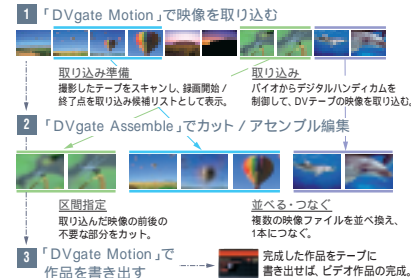 1 「DVgate Motion」で映像を取り込む
取り込み準備
撮影したテープをスキャンし、録画開始/
終了点を取り込み候補リストとして表示。
取り込み
バイオからデジタルハンディカムを
制御して、DVテープの映像を取り込む。
2 「DVgate Assemble」でカット/アセンブル編集
区間指定
取り込んだ映像の前後の
不要な部分をカット。
並べる・つなぐ
複数の映像ファイルを並べ換え、
1本につなぐ。
3 「DVgate Motion」で
作品を書き出す
完成した作品をテープに
書き出せば、ビデオ作品の完成。